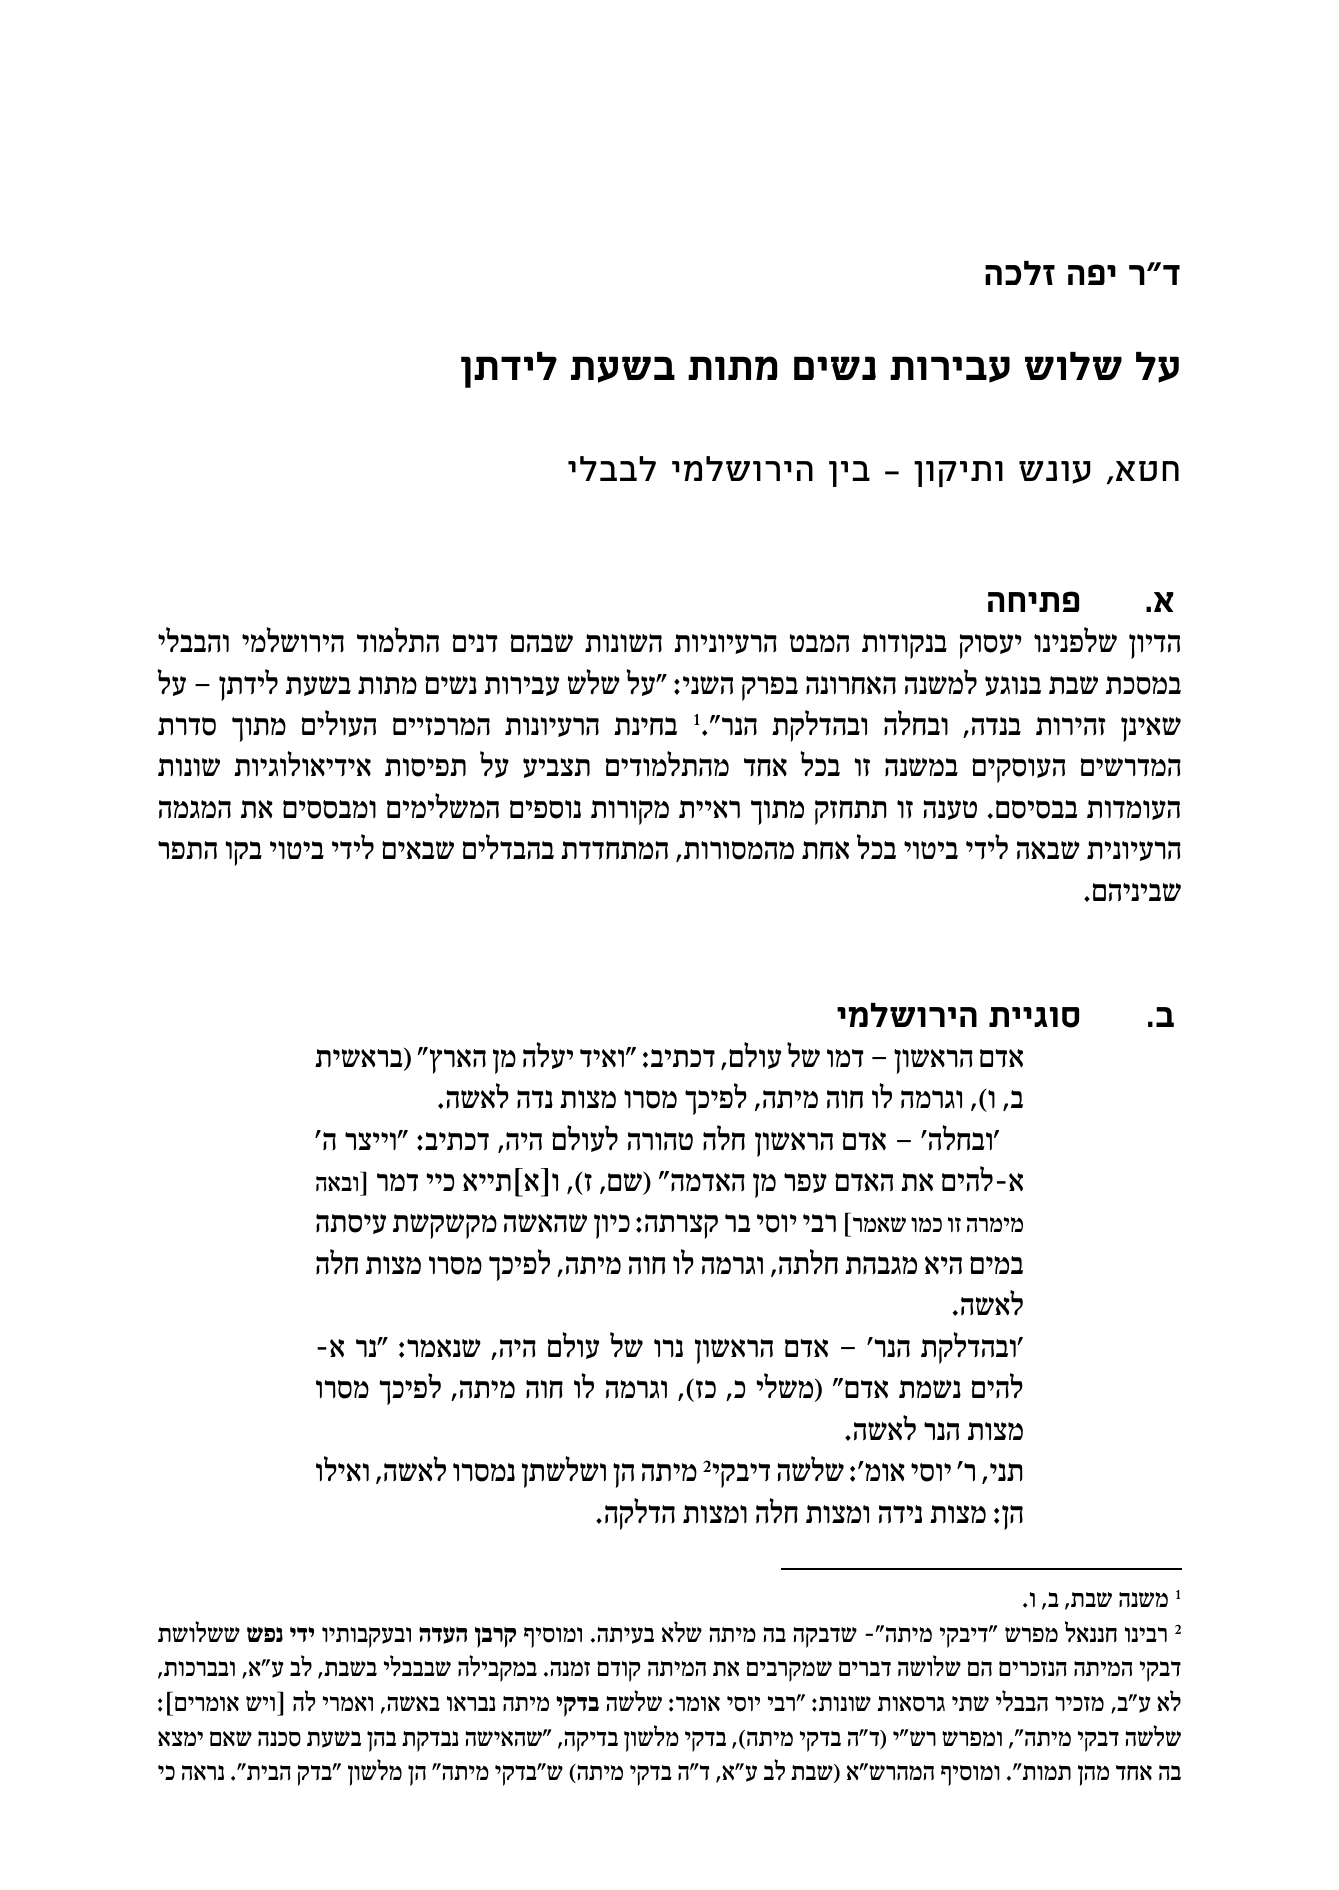 ד"ר יפה זלכה
על שלוש עבירות נשים מתות בשעת לידתן
חטא, עונש ותיקון – בין הירושלמי לבבלי
א. פתיחה
הדיון שלפנינו יעסוק בנקודות המבט הרעיוניות השונות שבהם דנים התלמוד הירושלמי והבבלי
במסכת שבת בנוגע למשנה האחרונה בפרק השני: "על שלש עבירות נשים מתות בשעת לידתן – על
שאינן זהירות בנדה, ובחלה ובהדלקת הנר".¹ בחינת הרעיונות המרכזיים העולים מתוך סדרת
המדרשים העוסקים במשנה זו בכל אחד מהתלמודים תצביע על תפיסות אידיאולוגיות שונות
העומדות בבסיסם. טענה זו תתחזק מתוך ראיית מקורות נוספים המשלימים ומבססים את המגמה
הרעיונית שבאה לידי ביטוי בכל אחת מהמסורות, המתחדדת בהבדלים שבאים לידי ביטוי בקו התפר
שביניהם.
ב. סוגיית הירושלמי
אדם הראשון – דמו של עולם, דכתיב: "ואיד יעלה מן הארץ" (בראשית
ב, ו), וגרמה לו חוה מיתה, לפיכך מסרו מצות נדה לאשה.
'ובחלה' – אדם הראשון חלה טהורה לעולם היה, דכתיב: "וייצר ה'
א-להים את האדם עפר מן האדמה" (שם, ז), ו[א]תייא כיי דמר [ובאה
מימרה זו כמו שאמר] רבי יוסי בר קצרתה: כיון שהאשה מקשקשת עיסתה
במים היא מגבהת חלתה, וגרמה לו חוה מיתה, לפיכך מסרו מצות חלה
לאשה.
'ובהדלקת הנר' – אדם הראשון נרו של עולם היה, שנאמר: "נר א-
להים נשמת אדם" (משלי כ, כז), וגרמה לו חוה מיתה, לפיכך מסרו
מצות הנר לאשה.
תני, ר' יוסי אומ': שלשה דיבקי² מיתה הן ושלשתן נמסרו לאשה, ואילו
הן: מצות נידה ומצות חלה ומצות הדלקה.
¹ משנה שבת, ב, ו.
² רבינו חננאל מפרש "דיבקי מיתה"- שדבקה בה מיתה שלא בעיתה. ומוסיף קרבן העדה ובעקבותיו ידי נפש ששלושת
דבקי המיתה הנזכרים הם שלושה דברים שמקרבים את המיתה קודם זמנה. במקבילה שבבבלי בשבת, לב ע"א, ובברכות,
לא ע"ב, מזכיר הבבלי שתי גרסאות שונות: "רבי יוסי אומר: שלשה בדקי מיתה נבראו באשה, ואמרי לה [ויש אומרים]:
שלשה דבקי מיתה", ומפרש רש"י (ד"ה בדקי מיתה), בדקי מלשון בדיקה, "שהאישה נבדקת בהן בשעת סכנה שאם ימצא
בה אחד מהן תמות". ומוסיף המהרש"א (שבת לב ע"א, ד"ה בדקי מיתה) ש"בדקי מיתה" הן מלשון "בדק הבית". נראה כי